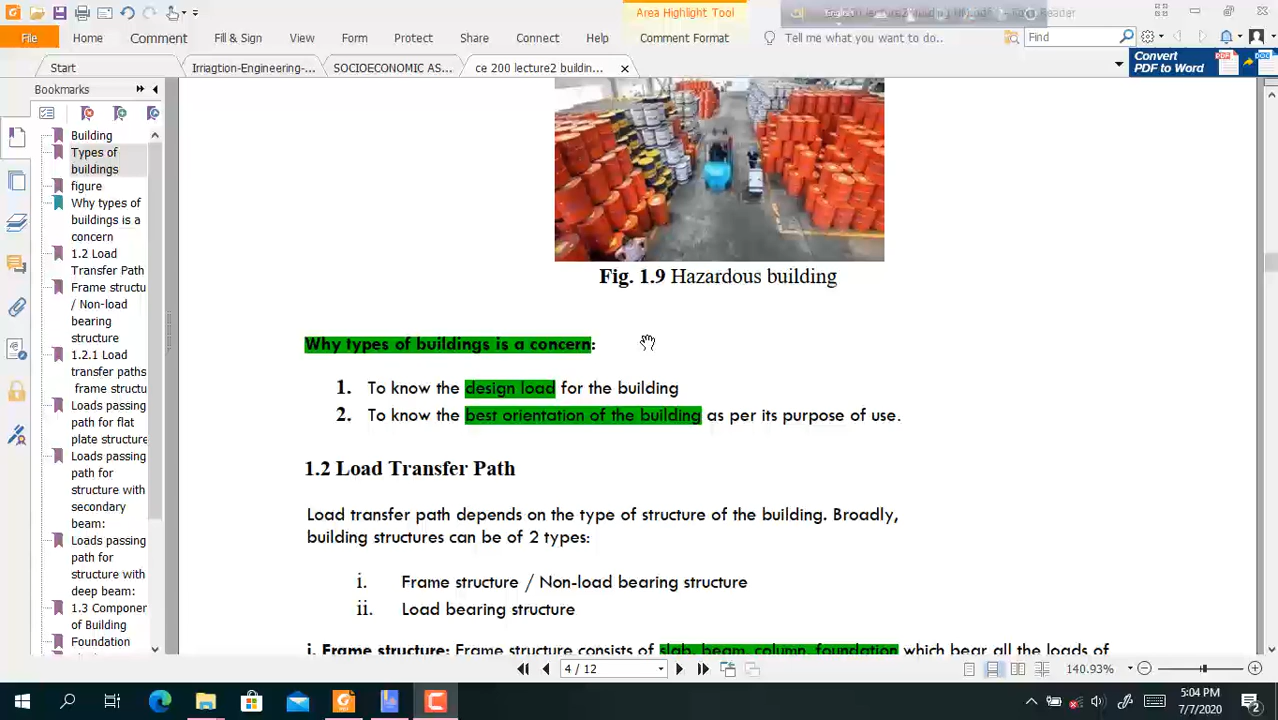 Area Highlight Tool
Reader
File
Home
Comment
Fill & Sign
View
Form
Protect
Share
Connect
Help
Comment Format
Tell me what you want to do..
Find
Start
Irriagtion-Engineering-...
SOCIOECONOMIC AS...
ce 200 lecture2 buildin...
Convert
PDF to Word
Bookmarks
Building
Types of
buildings
figure
Why types of
buildings is a
concern
1.2 Load
Transfer Path
Frame structu
/ Non-load
bearing
structure
1.2.1 Load
transfer paths
frame structu
Loads passing
path for flat
plate structure
Loads passing
path for
structure with
secondary
beam:
Loads passing
path for
structure with
deep beam:
1.3 Component
of Building
Foundation
Fig. 1.9 Hazardous building
Why types of buildings is a concern:
1. To know the design load for the building
2. To know the best orientation of the building as per its purpose of use.
1.2 Load Transfer Path
Load transfer path depends on the type of structure of the building. Broadly,
building structures can be of 2 types:
i. Frame structure / Non-load bearing structure
ii. Load bearing structure
i. Frame structure: Frame structure consists of slab, beam, column, foundation which bear all the loads of
4 / 12
140.93%
5:04 PM
7/7/2020
2